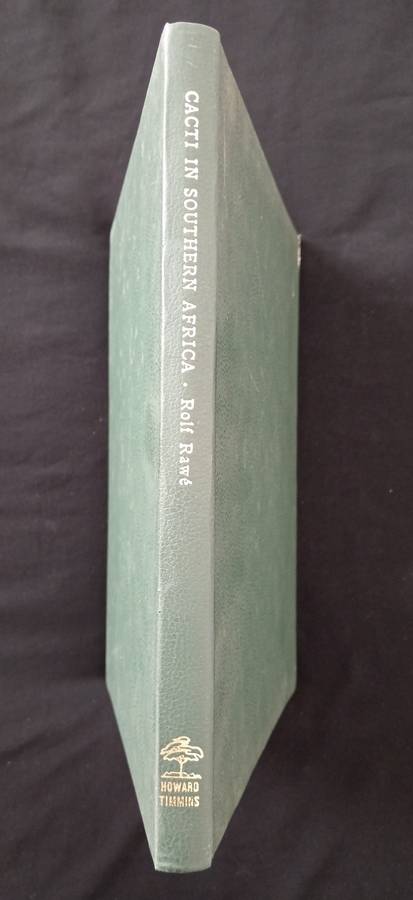 CACTI IN SOUTHERN AFRICA · Rolf Rawé
HOWARD
TIMMINS